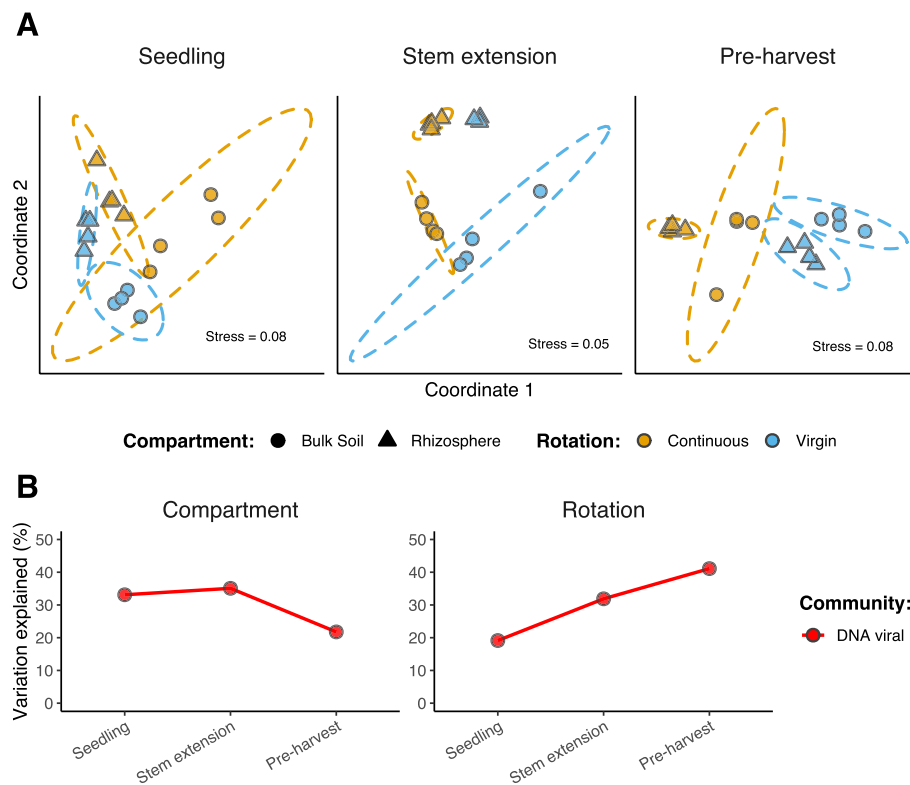 A
Seedling
Stem extension
Pre-harvest
Coordinate 2
Stress = 0.08
Stress = 0.05
Stress = 0.08
Coordinate 1
Compartment: Bulk Soil Rhizosphere Rotation: Continuous Virgin
B
Compartment
Rotation
Variation explained (%)
50
40
30
20
10
0
50
40
30
20
10
0
Seedling
Stem extension
Pre-harvest
Seedling
Stem extension
Pre-harvest
Community:
DNA viral